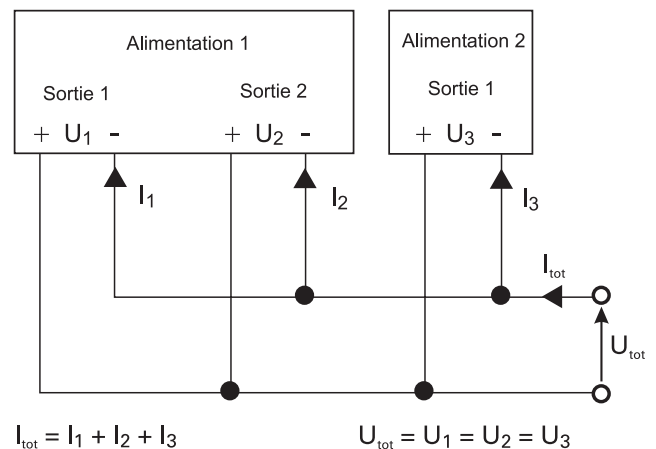 Alimentation 1
Alimentation 2
Sortie 1
Sortie 2
Sortie 1
+ U1 -
+ U2 -
+ U3 -
I1
I2
I3
Itot
Utot
Itot = I1 + I2 + I3
Utot = U1 = U2 = U3